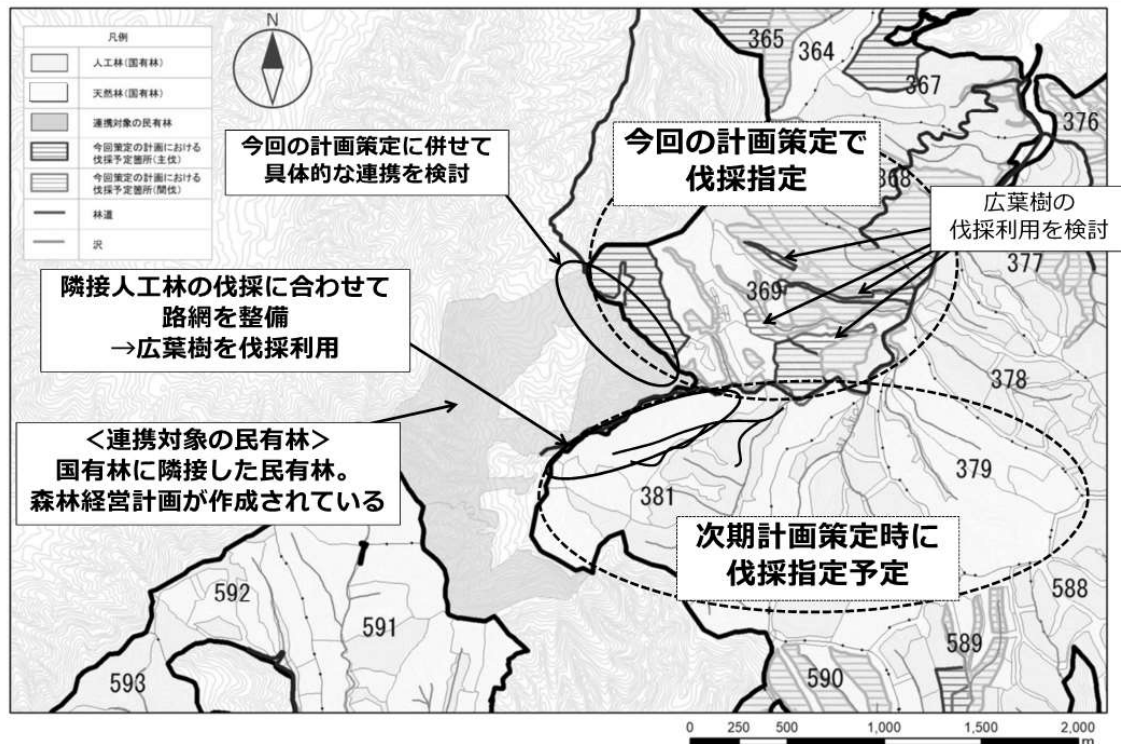 凡例
人工林(国有林)
天然林(国有林)
連携対象の民有林
今回策定の計画における
伐採予定箇所(主伐)
今回策定の計画における
伐採予定箇所(間伐)
林道
沢
N
365
364
367
376
今回の計画策定に併せて
具体的な連携を検討
今回の計画策定で
伐採指定
368
広葉樹の
伐採利用を検討
377
隣接人工林の伐採に合わせて
路網を整備
→広葉樹を伐採利用
369
378
<連携対象の民有林>
国有林に隣接した民有林。
森林経営計画が作成されている
379
381
次期計画策定時に
伐採指定予定
592
591
593
588
589
590
0 250 500 1,000 1,500 2,000
m